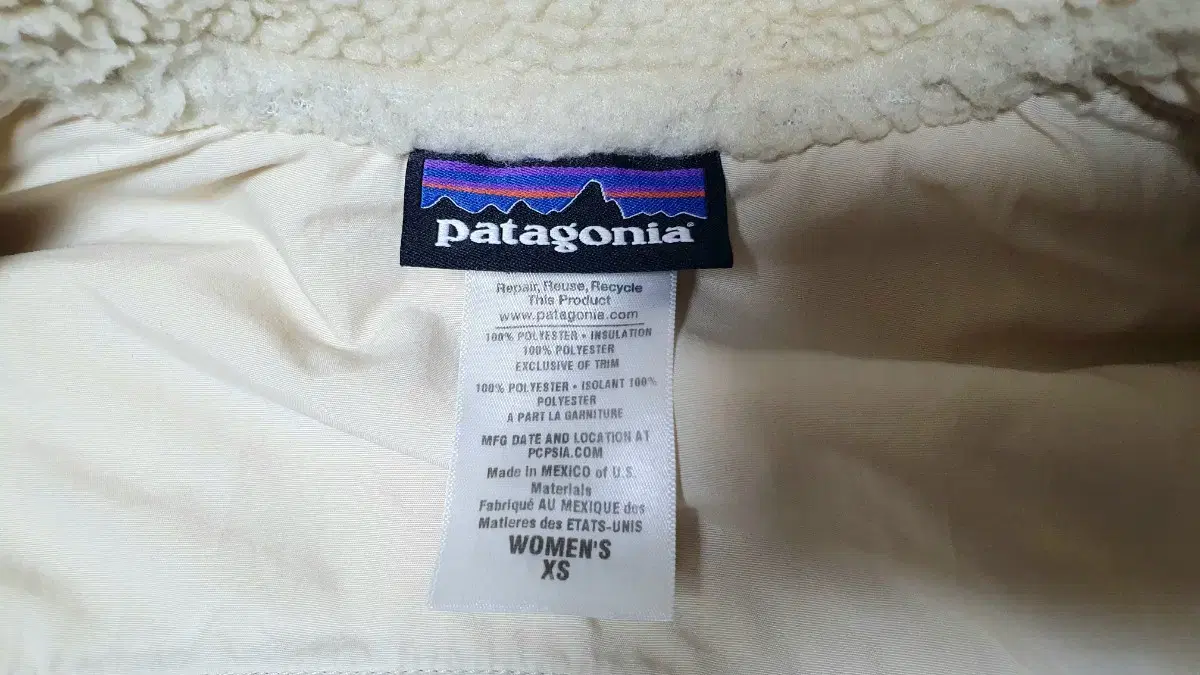 patagonia®
Repair, Reuse, Recycle
This Product
www.patagonia.com
100% POLYESTER • INSULATION
100% POLYESTER
EXCLUSIVE OF TRIM
100% POLYESTER • ISOLANT 100%
POLYESTER
A PART LA GARNITURE
MFG DATE AND LOCATION AT
PCPSIA.COM
Made in MEXICO of U.S.
Materials
Fabriqué AU MEXIQUE des
Matieres des ETATS-UNIS
WOMEN'S
XS